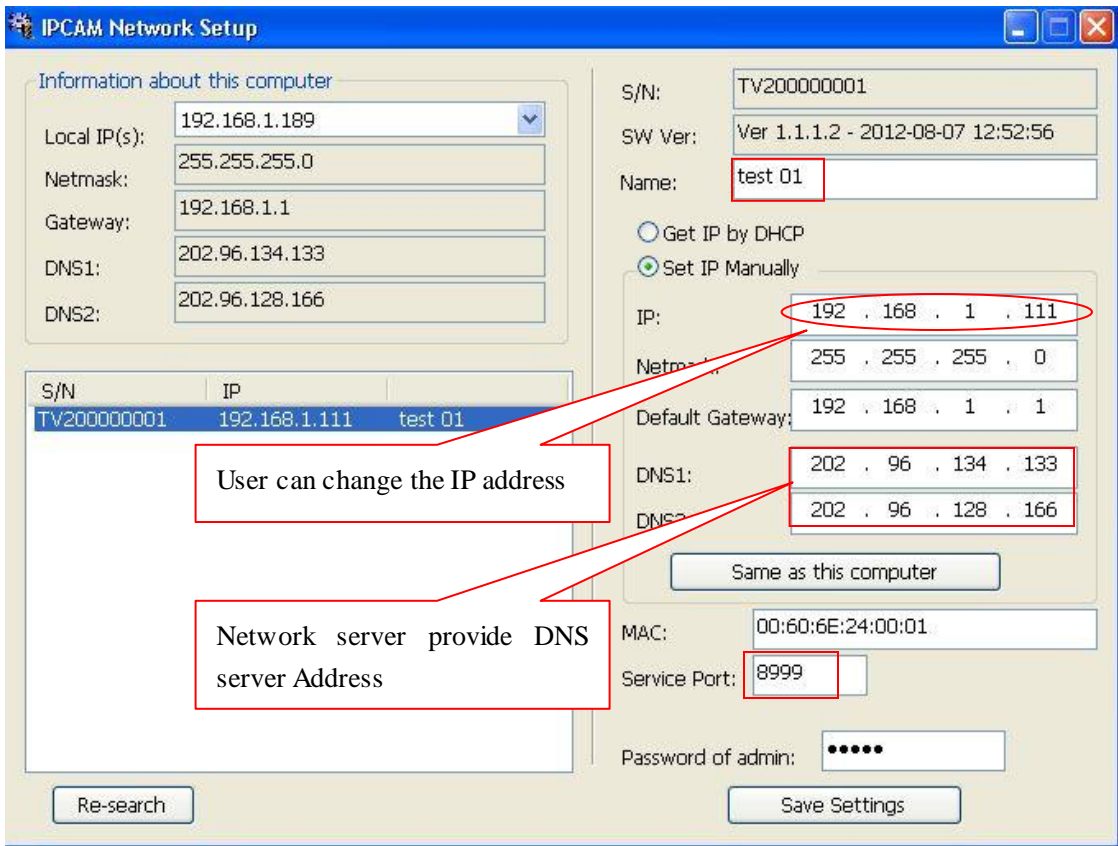 IPCAM Network Setup
Information about this computer
Local IP(s): 192.168.1.189
Netmask: 255.255.255.0
Gateway: 192.168.1.1
DNS1: 202.96.134.133
DNS2: 202.96.128.166
S/N IP
TV200000001 192.168.1.111 test 01
Re-search
S/N: TV200000001
SW Ver: Ver 1.1.1.2 - 2012-08-07 12:52:56
Name: test 01
Get IP by DHCP
Set IP Manually
IP: 192 . 168 . 1 . 111
Netmask: 255 . 255 . 255 . 0
Default Gateway: 192 . 168 . 1 . 1
DNS1: 202 . 96 . 134 . 133
DNS2: 202 . 96 . 128 . 166
Same as this computer
MAC: 00:60:6E:24:00:01
Service Port: 8999
Password of admin: •••••
Save Settings
User can change the IP address
Network server provide DNS
server Address